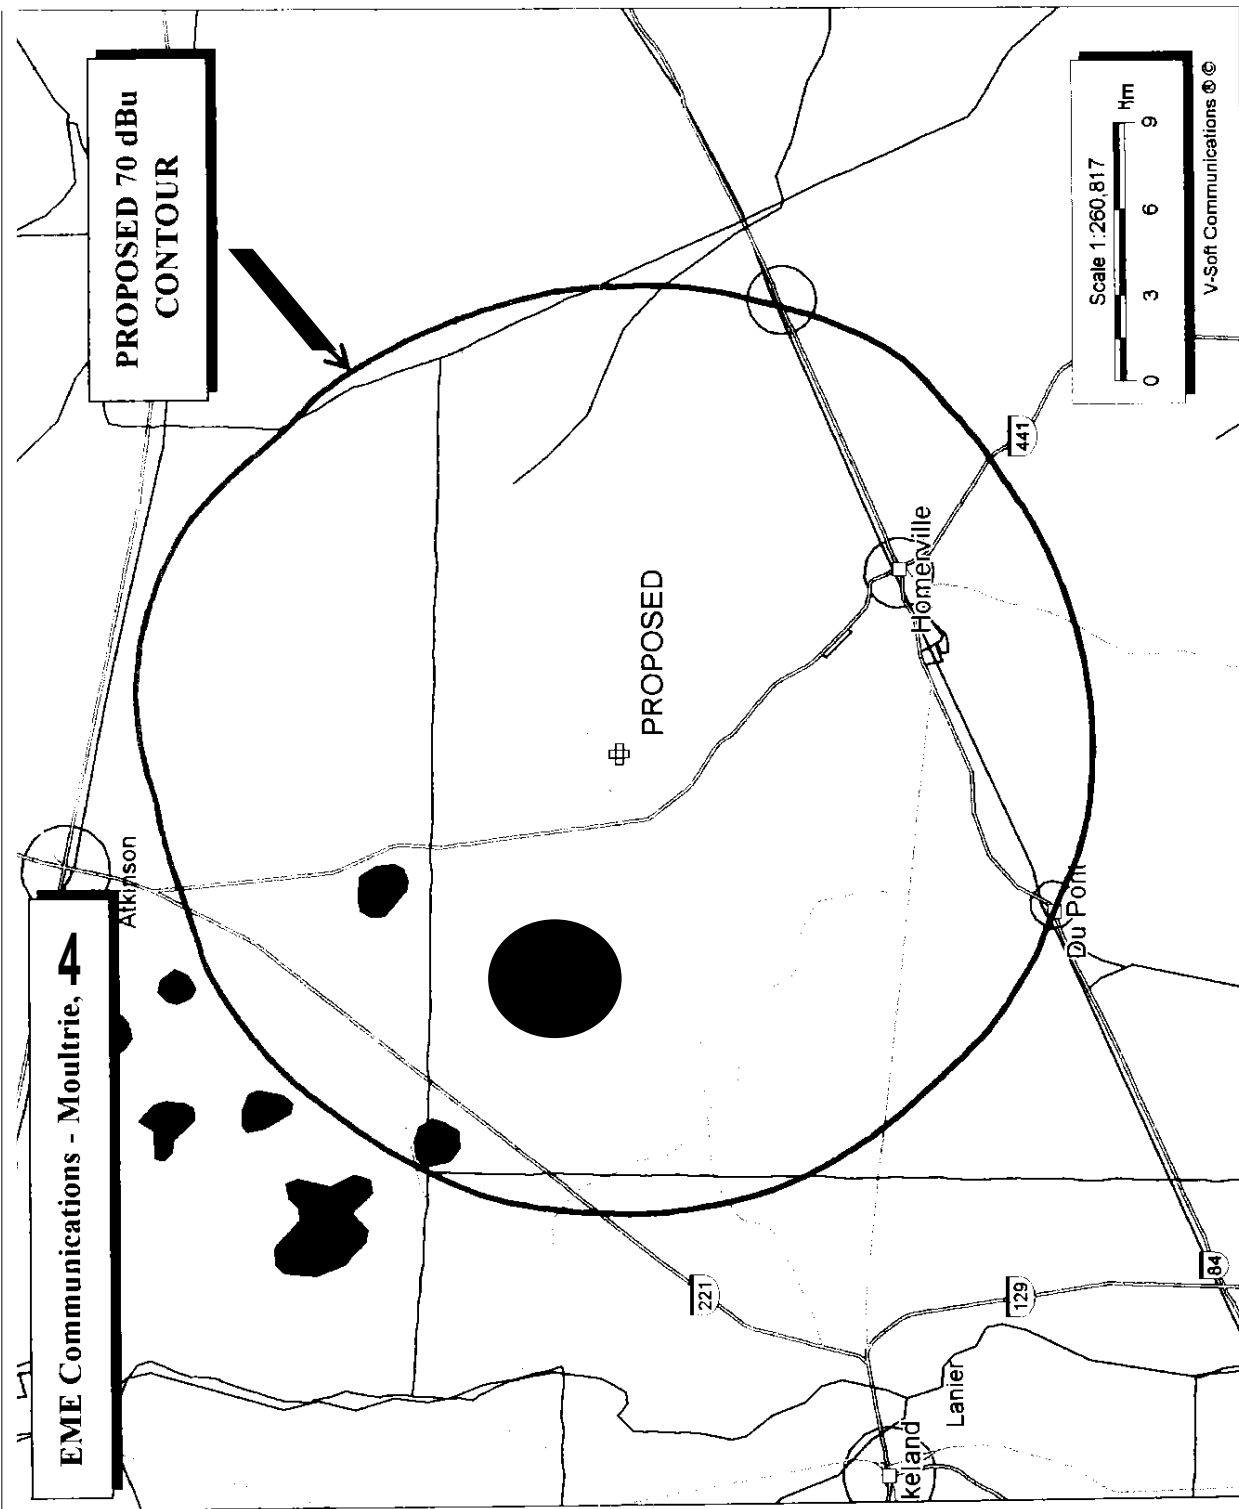 EME Communications - Moultrie, 4
PROPOSED 70 dBu
CONTOUR
Atkinson
PROPOSED
221
441
Homerville
Du Pont
129
84
keland
Lanier
Scale 1:260,817
Km
0 3 6 9
V-Soft Communications ® ©